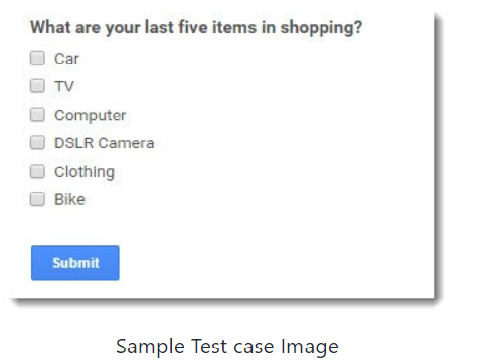 What are your last five items in shopping?
Car
TV
Computer
DSLR Camera
Clothing
Bike
Submit
Sample Test case Image